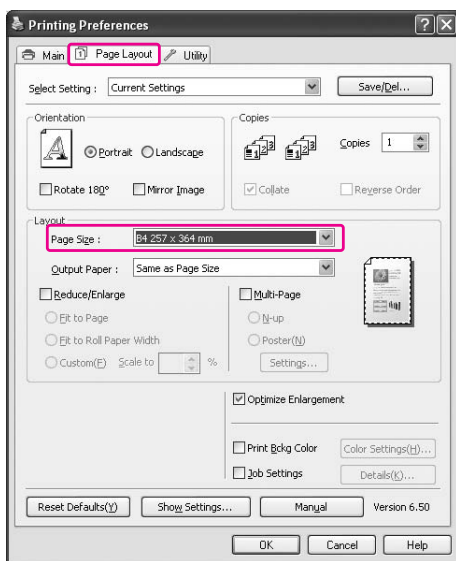 Printing Preferences
Main Page Layout Utility
Select Setting : Current Settings Save/Del...
Orientation
Portrait Landscape
Rotate 180° Mirror Image
Copies
Copies 1
Collate Reverse Order
Layout
Page Size : B4 257 x 364 mm
Output Paper : Same as Page Size
Reduce/Enlarge
Fit to Page
Fit to Roll Paper Width
Custom(F) Scale to %
Multi-Page
N-up
Poster(N)
Settings...
Optimize Enlargement
Print Bckg Color Color Settings(H)...
Job Settings Details(K)...
Reset Defaults(Y) Show Settings... Manual Version 6.50
OK Cancel Help